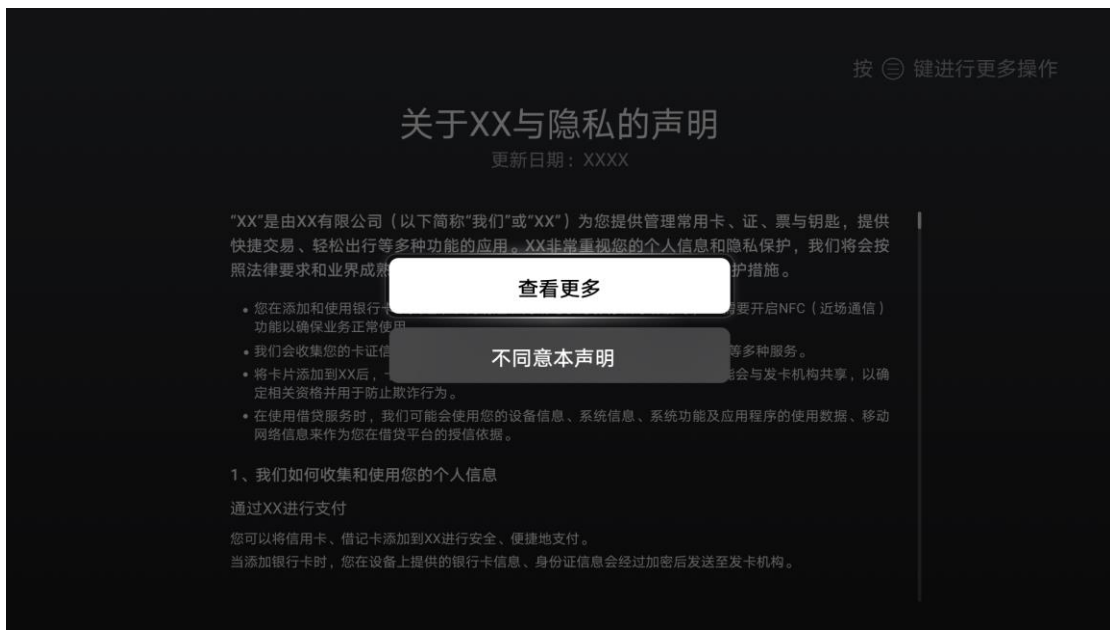 按 键进行更多操作
关于XX与隐私的声明
更新日期：XXXX
“XX”是由XX有限公司（以下简称“我们”或“XX”）为您提供管理常用卡、证、票与钥匙，提供
快捷交易、轻松出行等多种功能的应用。XX非常重视您的个人信息和隐私保护，我们将会按
照法律要求和业界成熟 护措施。
查看更多
• 您在添加和使用银行卡 需要开启NFC（近场通信）
功能以确保业务正常使用
• 我们会收集您的卡证信 等多种服务。
不同意本声明
• 将卡片添加到XX后， 会与发卡机构共享，以确
定相关资格并用于防止欺诈行为。
• 在使用借贷服务时，我们可能会使用您的设备信息、系统信息、系统功能及应用程序的使用数据、移动
网络信息来作为您在借贷平台的授信依据。
1、我们如何收集和使用您的个人信息
通过XX进行支付
您可以将信用卡、借记卡添加到XX进行安全、便捷地支付。
当添加银行卡时，您在设备上提供的银行卡信息、身份证信息会经过加密后发送至发卡机构。